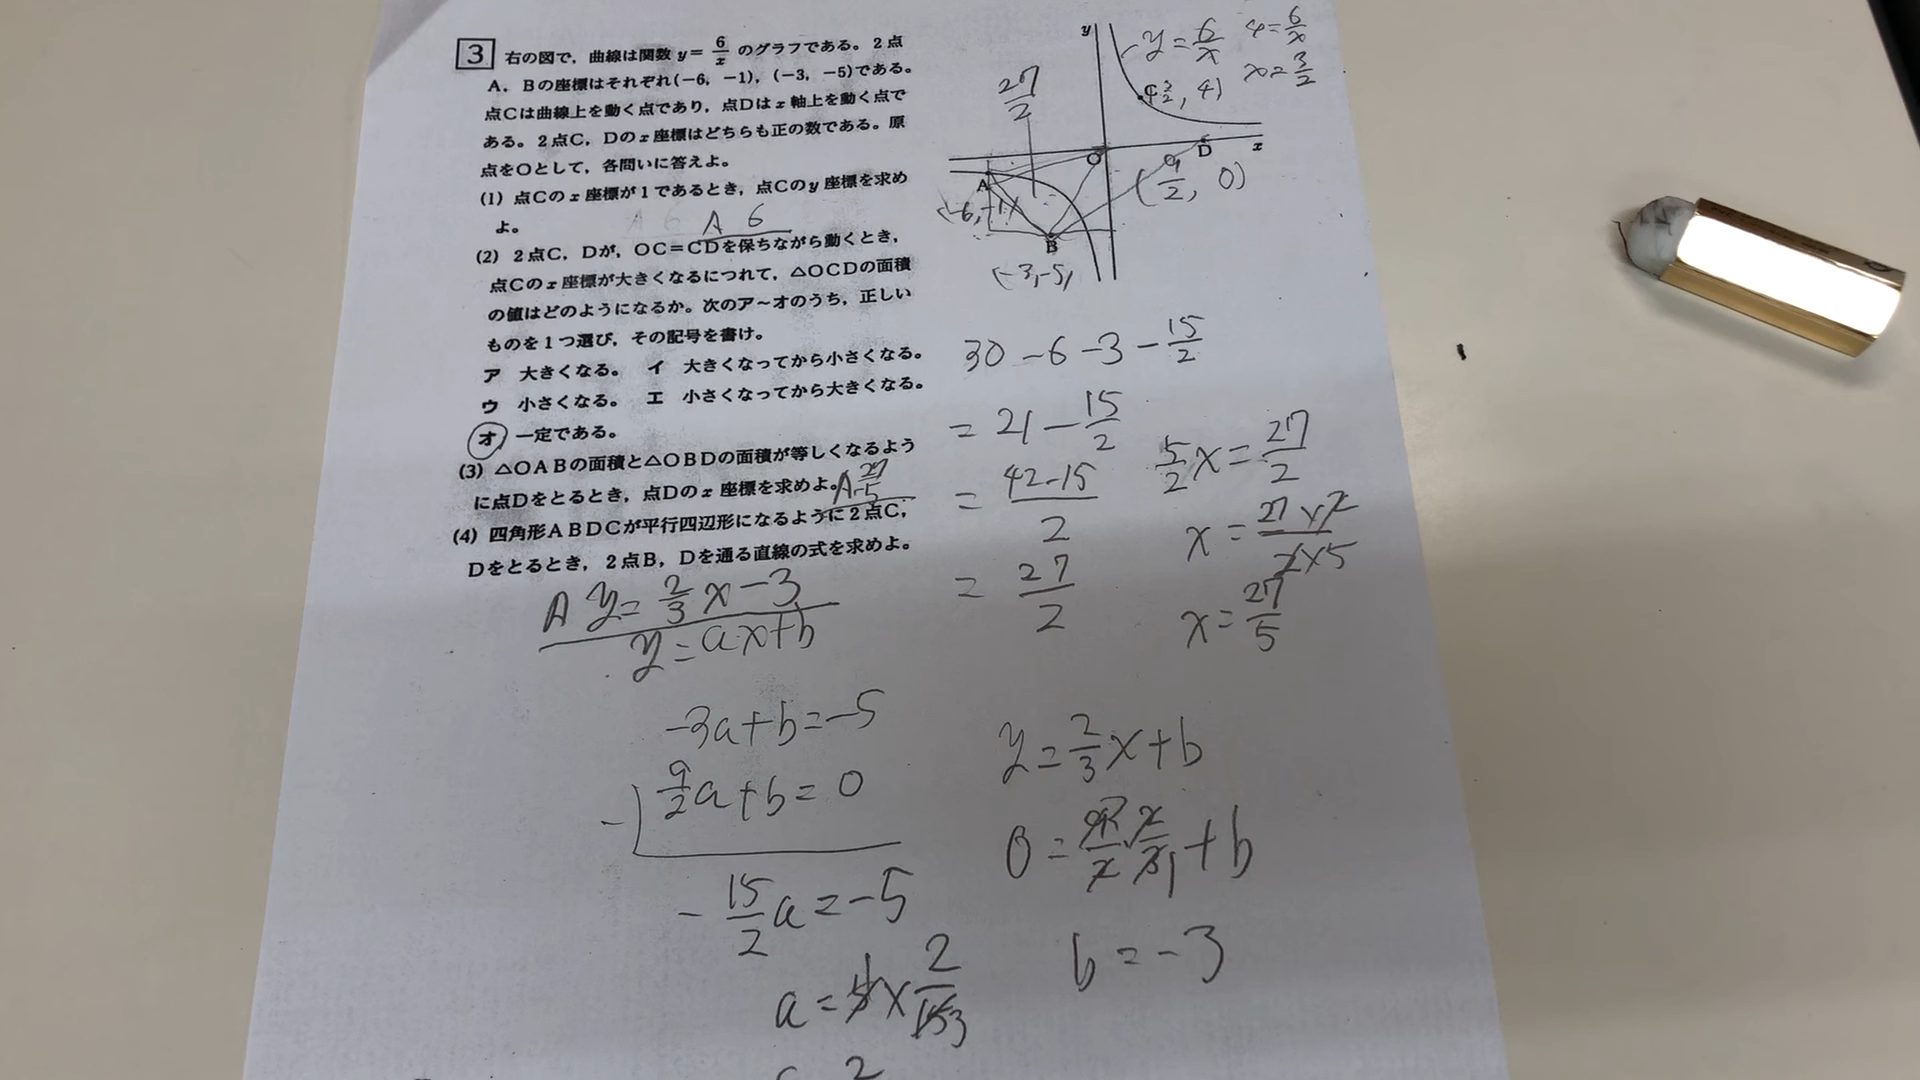 3 右の図で，曲線は関数 y = 6/x のグラフである。2点
A，Bの座標はそれぞれ(−6，−1)，(−3，−5)である。
点Cは曲線上を動く点であり，点Dはx軸上を動く点で
ある。2点C，Dのx座標はどちらも正の数である。原
点をOとして，各問いに答えよ。
(1) 点Cのx座標が1であるとき，点Cのy座標を求め
よ。
A 6
(2) 2点C，Dが，OC＝CDを保ちながら動くとき，
点Cのx座標が大きくなるにつれて，△OCDの面積
の値はどのようになるか。次のア〜オのうち，正しい
ものを1つ選び，その記号を書け。
ア 大きくなる。 イ 大きくなってから小さくなる。
ウ 小さくなる。 エ 小さくなってから大きくなる。
オ 一定である。
(3) △OABの面積と△OBDの面積が等しくなるよう
に点Dをとるとき，点Dのx座標を求めよ。 A 27/5
(4) 四角形ABDCが平行四辺形になるように2点C，
Dをとるとき，2点B，Dを通る直線の式を求めよ。
A y = 2/3 x − 3
y = ax + b
−3a + b = −5
− 9/2 a + b = 0
− 15/2 a = −5
a = 5 × 2/15 3
2
y
y = 6/x
4 = 6/x
x = 3/2
27/2
C (3/2, 4)
O
D
x
(9/2, 0)
A
(−6, −1)
B
(−3, −5)
30 − 6 − 3 − 15/2
= 21 − 15/2
= 42 − 15 / 2
= 27/2
5/2 x = 27/2
x = 27 × 2 / 2 × 5
x = 27/5
y = 2/3 x + b
b = −3